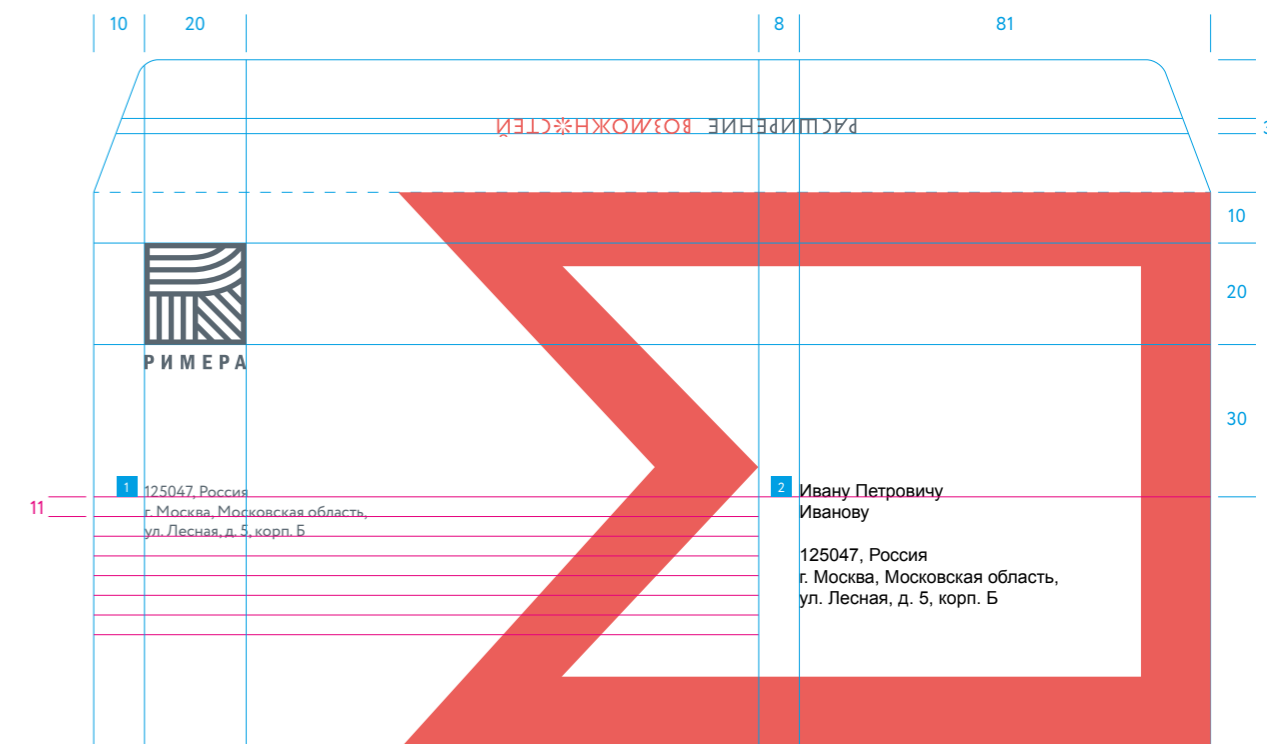 10 20 8 81
РАСШИРЕНИЕ ВОЗМОЖНОСТЕЙ
3
10
20
РИМЕРА
30
1 125047, Россия
г. Москва, Московская область,
ул. Лесная, д. 5, корп. Б
11
2 Ивану Петровичу
Иванову
125047, Россия
г. Москва, Московская область,
ул. Лесная, д. 5, корп. Б